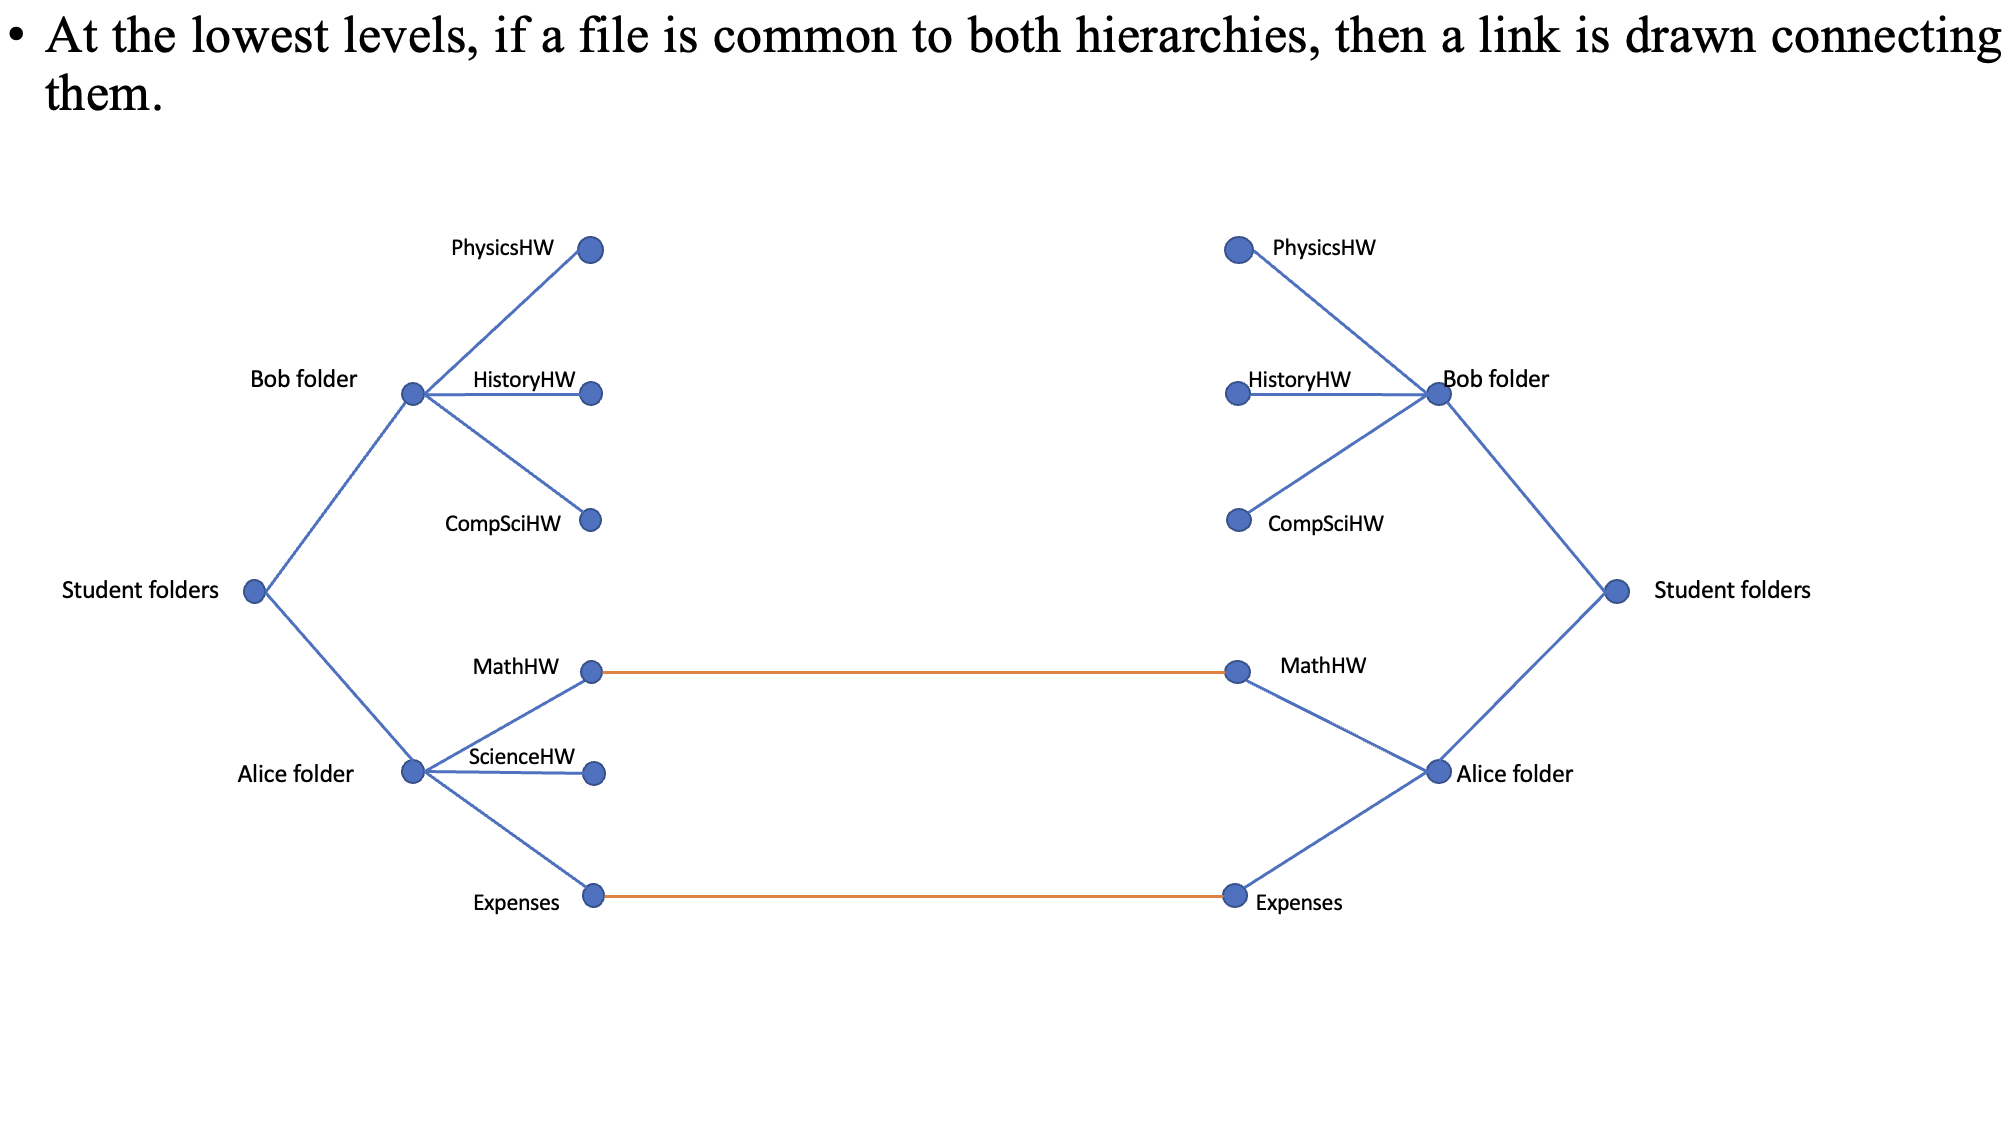 • At the lowest levels, if a file is common to both hierarchies, then a link is drawn connecting
them.
PhysicsHW
PhysicsHW
Bob folder
HistoryHW
HistoryHW
Bob folder
CompSciHW
CompSciHW
Student folders
Student folders
MathHW
MathHW
ScienceHW
Alice folder
Alice folder
Expenses
Expenses